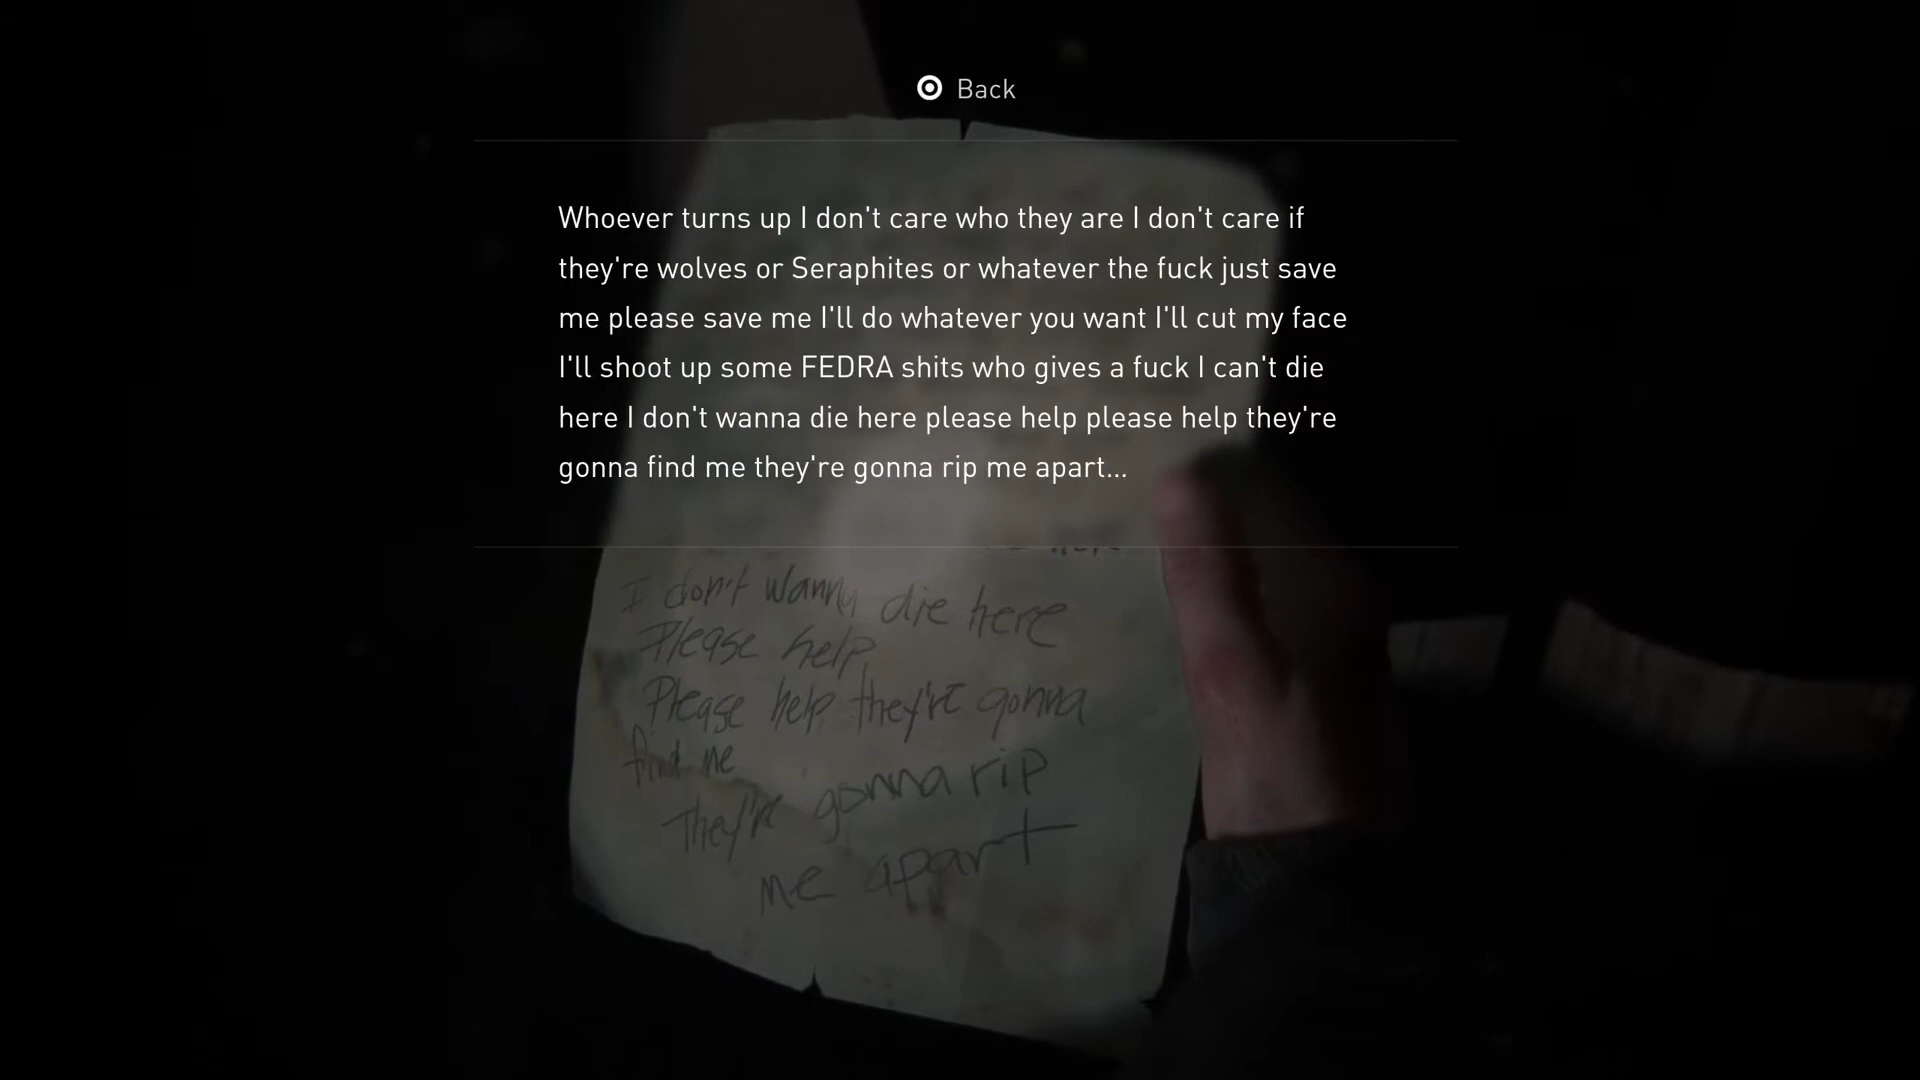 Back
Whoever turns up I don't care who they are I don't care if
they're wolves or Seraphites or whatever the fuck just save
me please save me I'll do whatever you want I'll cut my face
I'll shoot up some FEDRA shits who gives a fuck I can't die
here I don't wanna die here please help please help they're
gonna find me they're gonna rip me apart...
I don't wanna die here
Please help
Please help they're gonna
find me
They're gonna rip
me apart